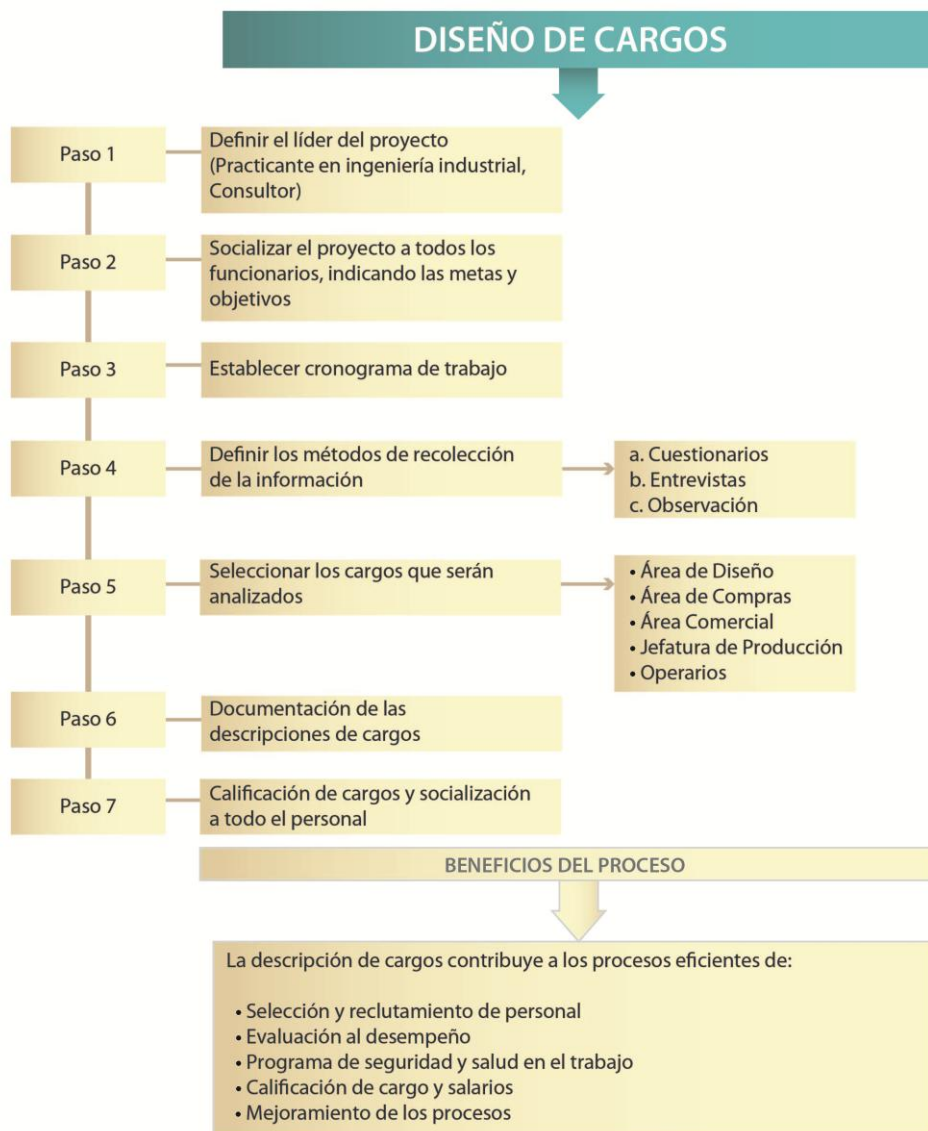 DISEÑO DE CARGOS
Paso 1
Definir el líder del proyecto
(Practicante en ingeniería industrial,
Consultor)
Paso 2
Socializar el proyecto a todos los
funcionarios, indicando las metas y
objetivos
Paso 3
Establecer cronograma de trabajo
Paso 4
Definir los métodos de recolección
de la información
a. Cuestionarios
b. Entrevistas
c. Observación
Paso 5
Seleccionar los cargos que serán
analizados
• Área de Diseño
• Área de Compras
• Área Comercial
• Jefatura de Producción
• Operarios
Paso 6
Documentación de las
descripciones de cargos
Paso 7
Calificación de cargos y socialización
a todo el personal
BENEFICIOS DEL PROCESO
La descripción de cargos contribuye a los procesos eficientes de:
• Selección y reclutamiento de personal
• Evaluación al desempeño
• Programa de seguridad y salud en el trabajo
• Calificación de cargo y salarios
• Mejoramiento de los procesos